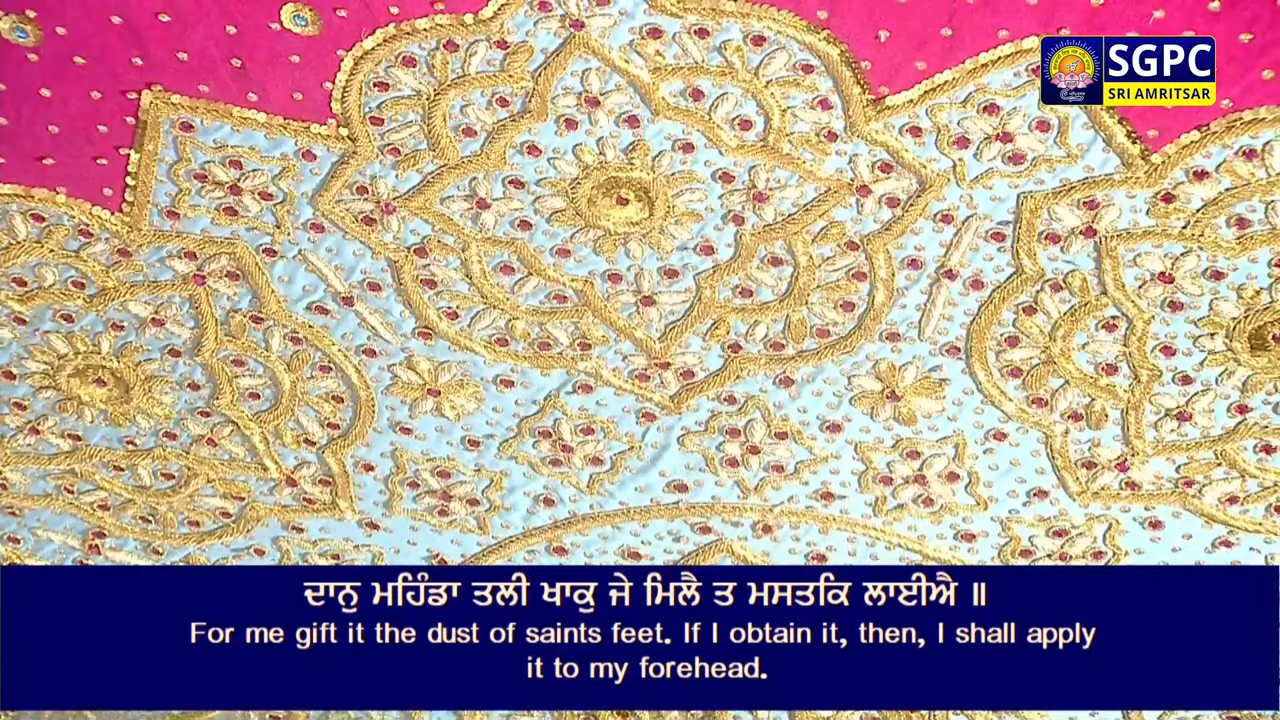 SGPC
SRI AMRITSAR
ਦਾਨੁ ਮਹਿੰਡਾ ਤਲੀ ਖਾਕੁ ਜੇ ਮਿਲੈ ਤ ਮਸਤਕਿ ਲਾਈਐ ॥
For me gift it the dust of saints feet. If I obtain it, then, I shall apply
it to my forehead.